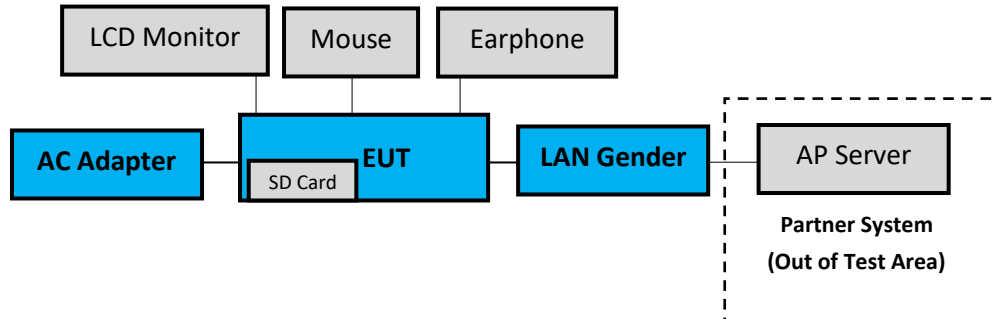 LCD Monitor
Mouse
Earphone
AC Adapter
EUT
SD Card
LAN Gender
AP Server
Partner System
(Out of Test Area)